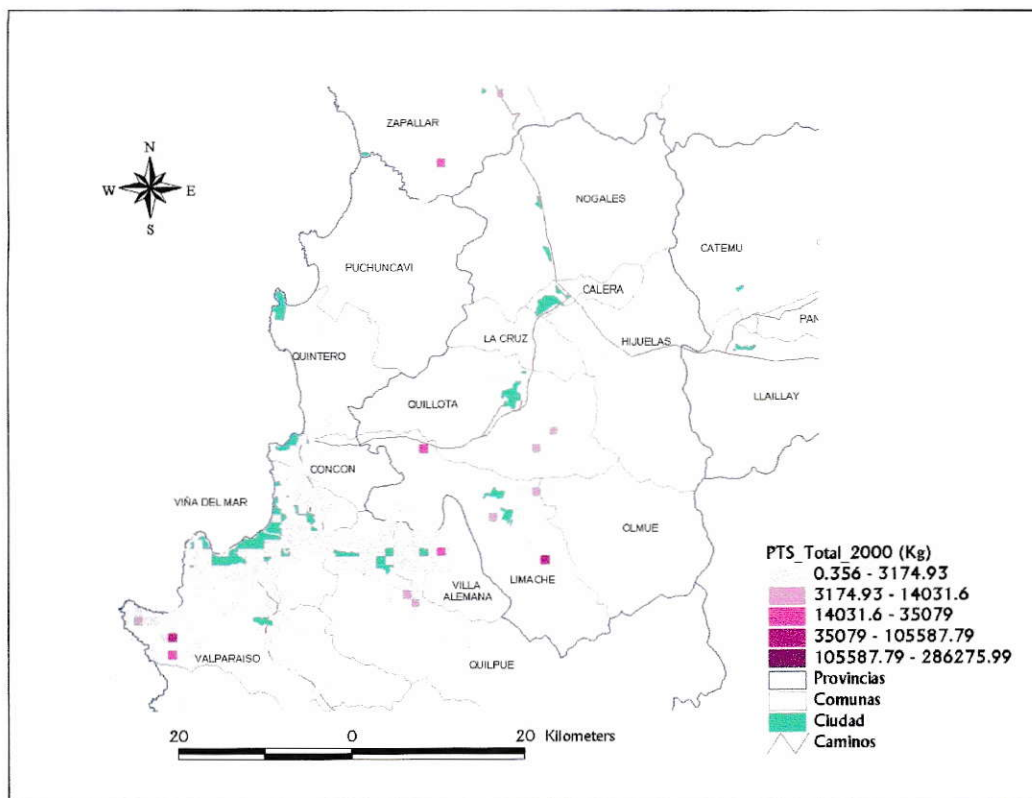 ZAPALLAR
N
W E
S
NOGALES
CATEMU
PUCHUNCAVI
CALERA
PAN
LA CRUZ
HIJUELAS
QUINTERO
LLAILLAY
QUILLOTA
CONCON
VIÑA DEL MAR
OLMUE
VILLA
ALEMANA
LIMACHE
VALPARAISO
QUILPUE
20 0 20 Kilometers
PTS_Total_2000 (Kg)
0.356 - 3174.93
3174.93 - 14031.6
14031.6 - 35079
35079 - 105587.79
105587.79 - 286275.99
Provincias
Comunas
Ciudad
Caminos